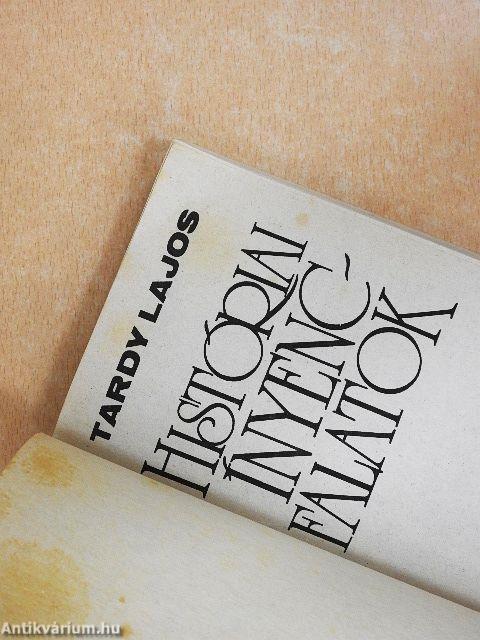 TARDY LAJOS
HISTÓRIAI
ÍNYENC-
FALATOK
Antikvárium.hu